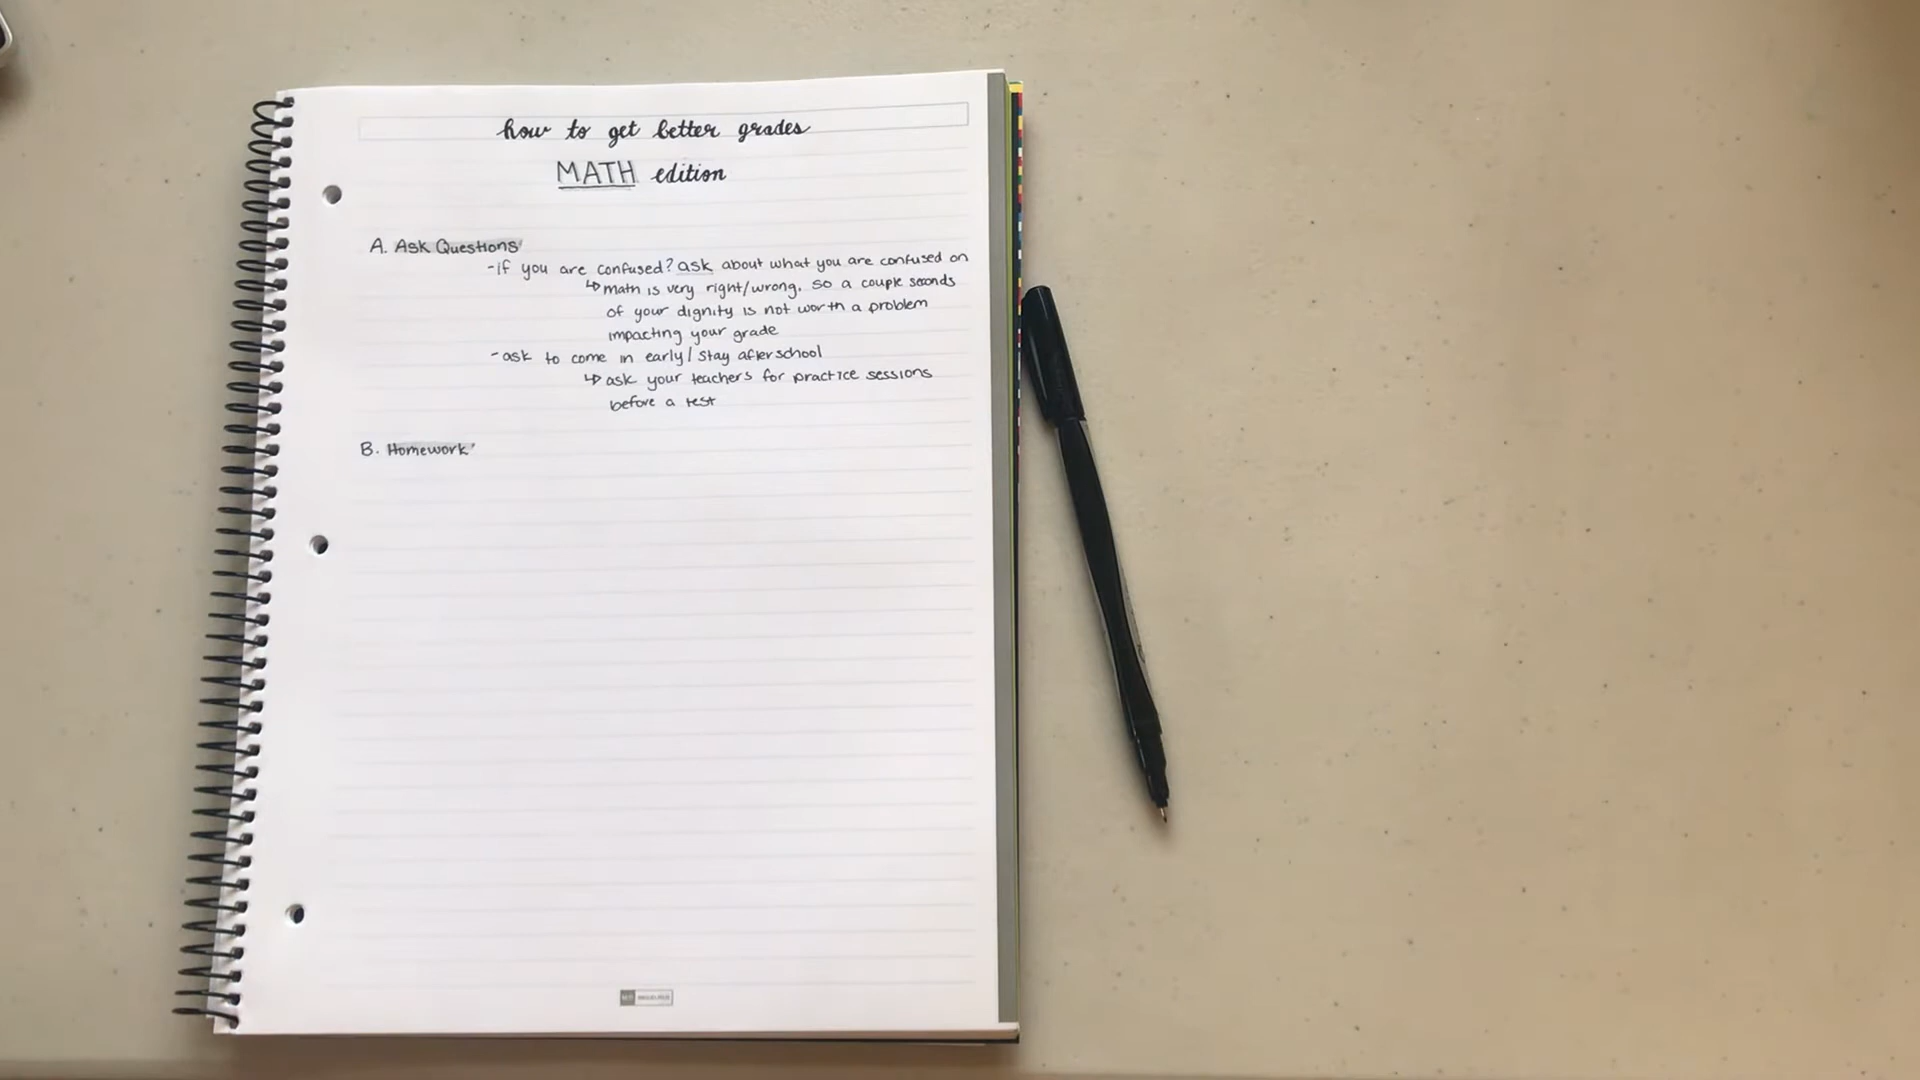 how to get better grades
MATH edition
A. Ask Questions
-if you are confused? ask about what you are confused on
↳ math is very right/wrong. so a couple seconds
of your dignity is not worth a problem
impacting your grade
-ask to come in early/stay afterschool
↳ ask your teachers for practice sessions
before a test
B. Homework